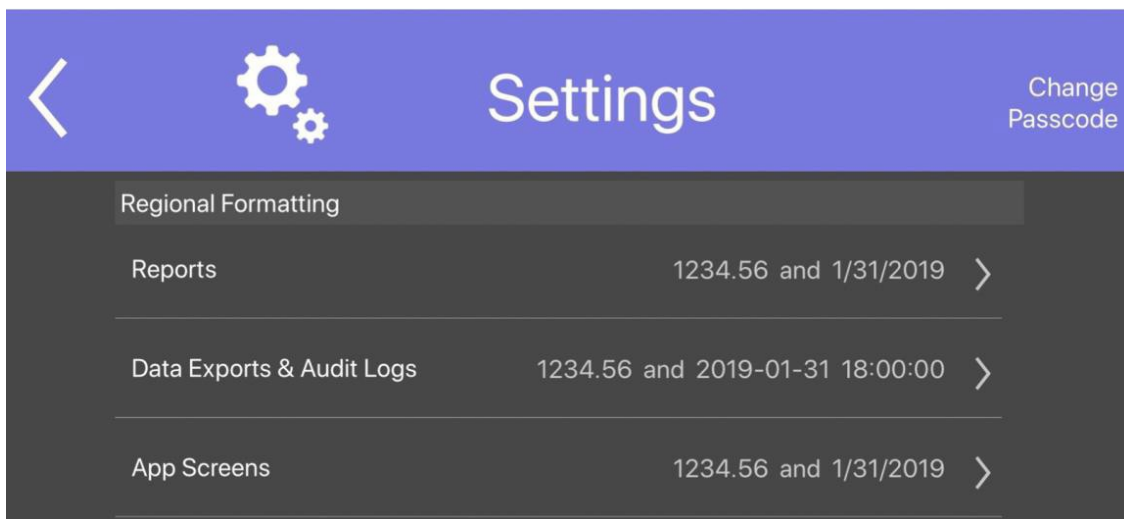 Settings
Change
Passcode
Regional Formatting
Reports 1234.56 and 1/31/2019
Data Exports & Audit Logs 1234.56 and 2019-01-31 18:00:00
App Screens 1234.56 and 1/31/2019